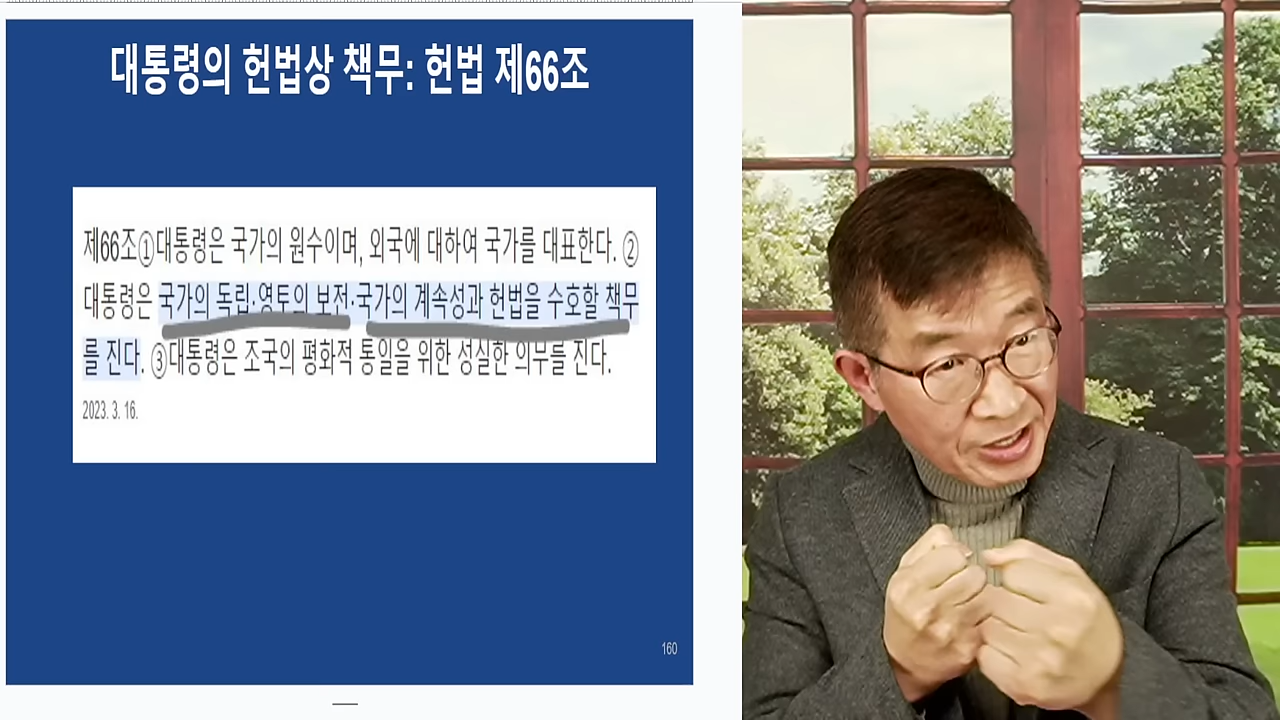 대통령의 헌법상 책무: 헌법 제66조
제66조①대통령은 국가의 원수이며, 외국에 대하여 국가를 대표한다. ②
대통령은 국가의 독립·영토의 보전·국가의 계속성과 헌법을 수호할 책무
를 진다. ③대통령은 조국의 평화적 통일을 위한 성실한 의무를 진다.
2023. 3. 16.
160